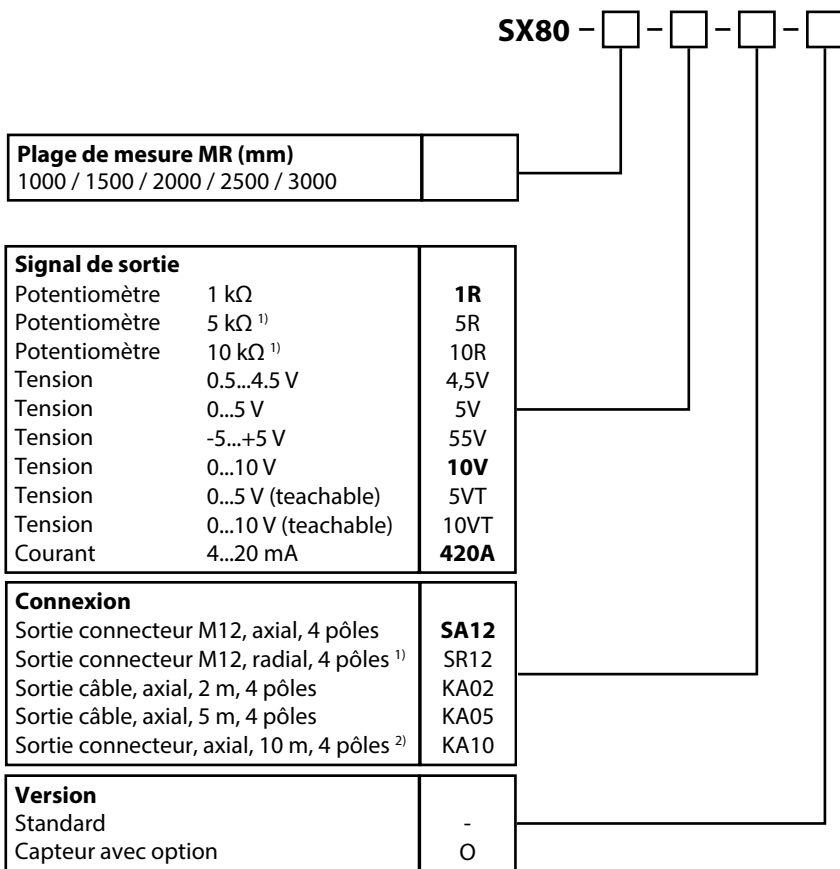 SX80 – – – –
Plage de mesure MR (mm)
1000 / 1500 / 2000 / 2500 / 3000
Signal de sortie
Potentiomètre 1 kΩ 1R
Potentiomètre 5 kΩ 1) 5R
Potentiomètre 10 kΩ 1) 10R
Tension 0.5...4.5 V 4,5V
Tension 0...5 V 5V
Tension -5...+5 V 55V
Tension 0...10 V 10V
Tension 0...5 V (teachable) 5VT
Tension 0...10 V (teachable) 10VT
Courant 4...20 mA 420A
Connexion
Sortie connecteur M12, axial, 4 pôles SA12
Sortie connecteur M12, radial, 4 pôles 1) SR12
Sortie câble, axial, 2 m, 4 pôles KA02
Sortie câble, axial, 5 m, 4 pôles KA05
Sortie connecteur, axial, 10 m, 4 pôles 2) KA10
Version
Standard -
Capteur avec option O